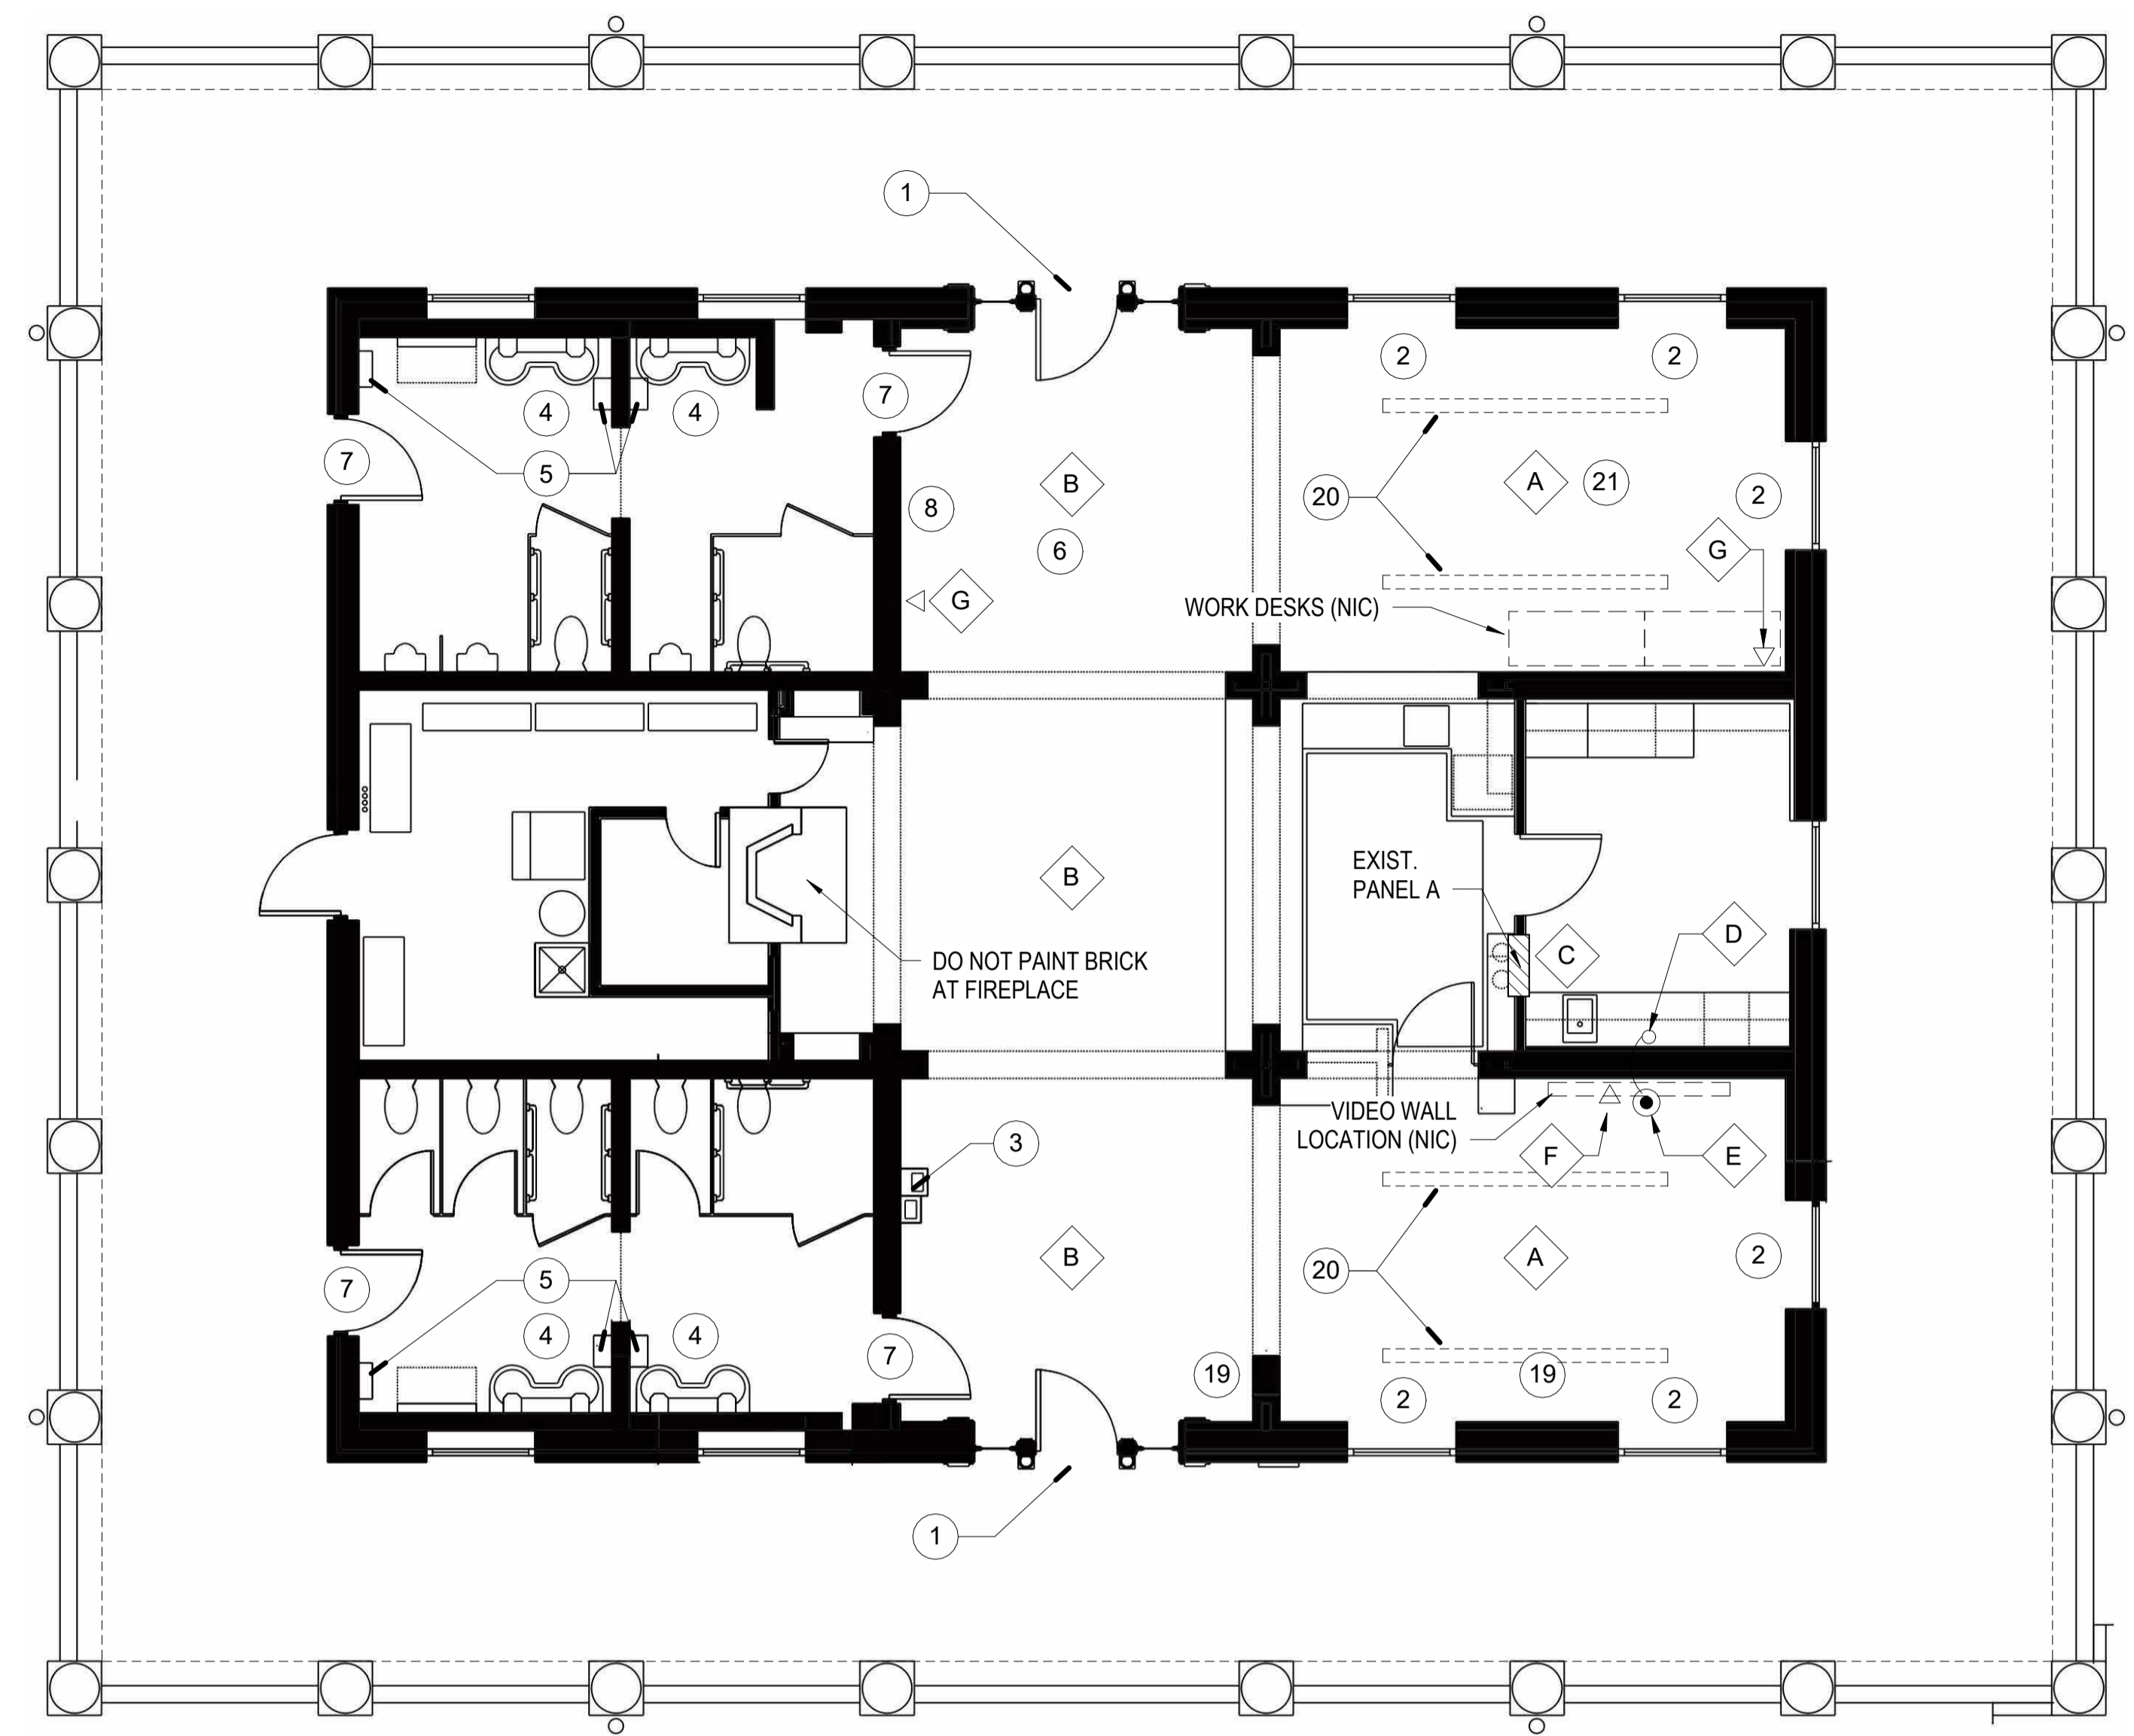 1
2
2
4
4
7
7
5
B
20
A
21
2
8
G
6
G
WORK DESKS (NIC)
EXIST.
PANEL A
B
D
C
DO NOT PAINT BRICK
AT FIREPLACE
VIDEO WALL
LOCATION (NIC)
3
F
E
B
A
2
20
5
7
4
4
7
19
19
2
2
1